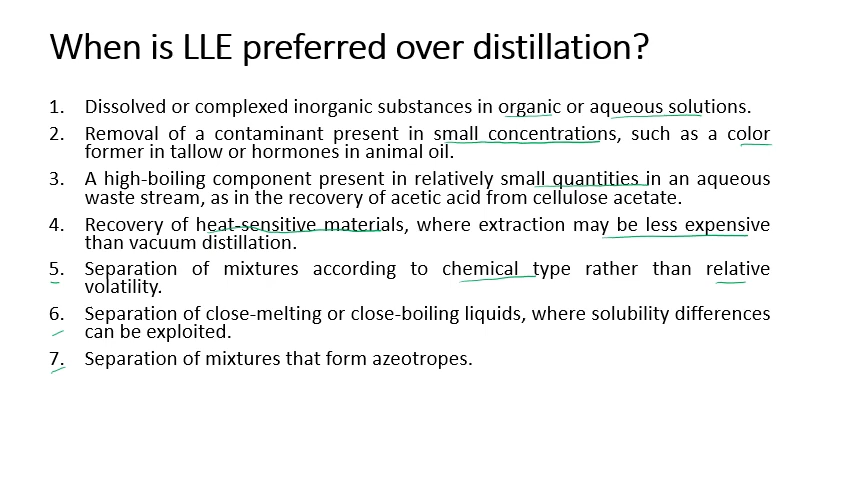 When is LLE preferred over distillation?
1. Dissolved or complexed inorganic substances in organic or aqueous solutions.
2. Removal of a contaminant present in small concentrations, such as a color
former in tallow or hormones in animal oil.
3. A high-boiling component present in relatively small quantities in an aqueous
waste stream, as in the recovery of acetic acid from cellulose acetate.
4. Recovery of heat-sensitive materials, where extraction may be less expensive
than vacuum distillation.
5. Separation of mixtures according to chemical type rather than relative
volatility.
6. Separation of close-melting or close-boiling liquids, where solubility differences
can be exploited.
7. Separation of mixtures that form azeotropes.